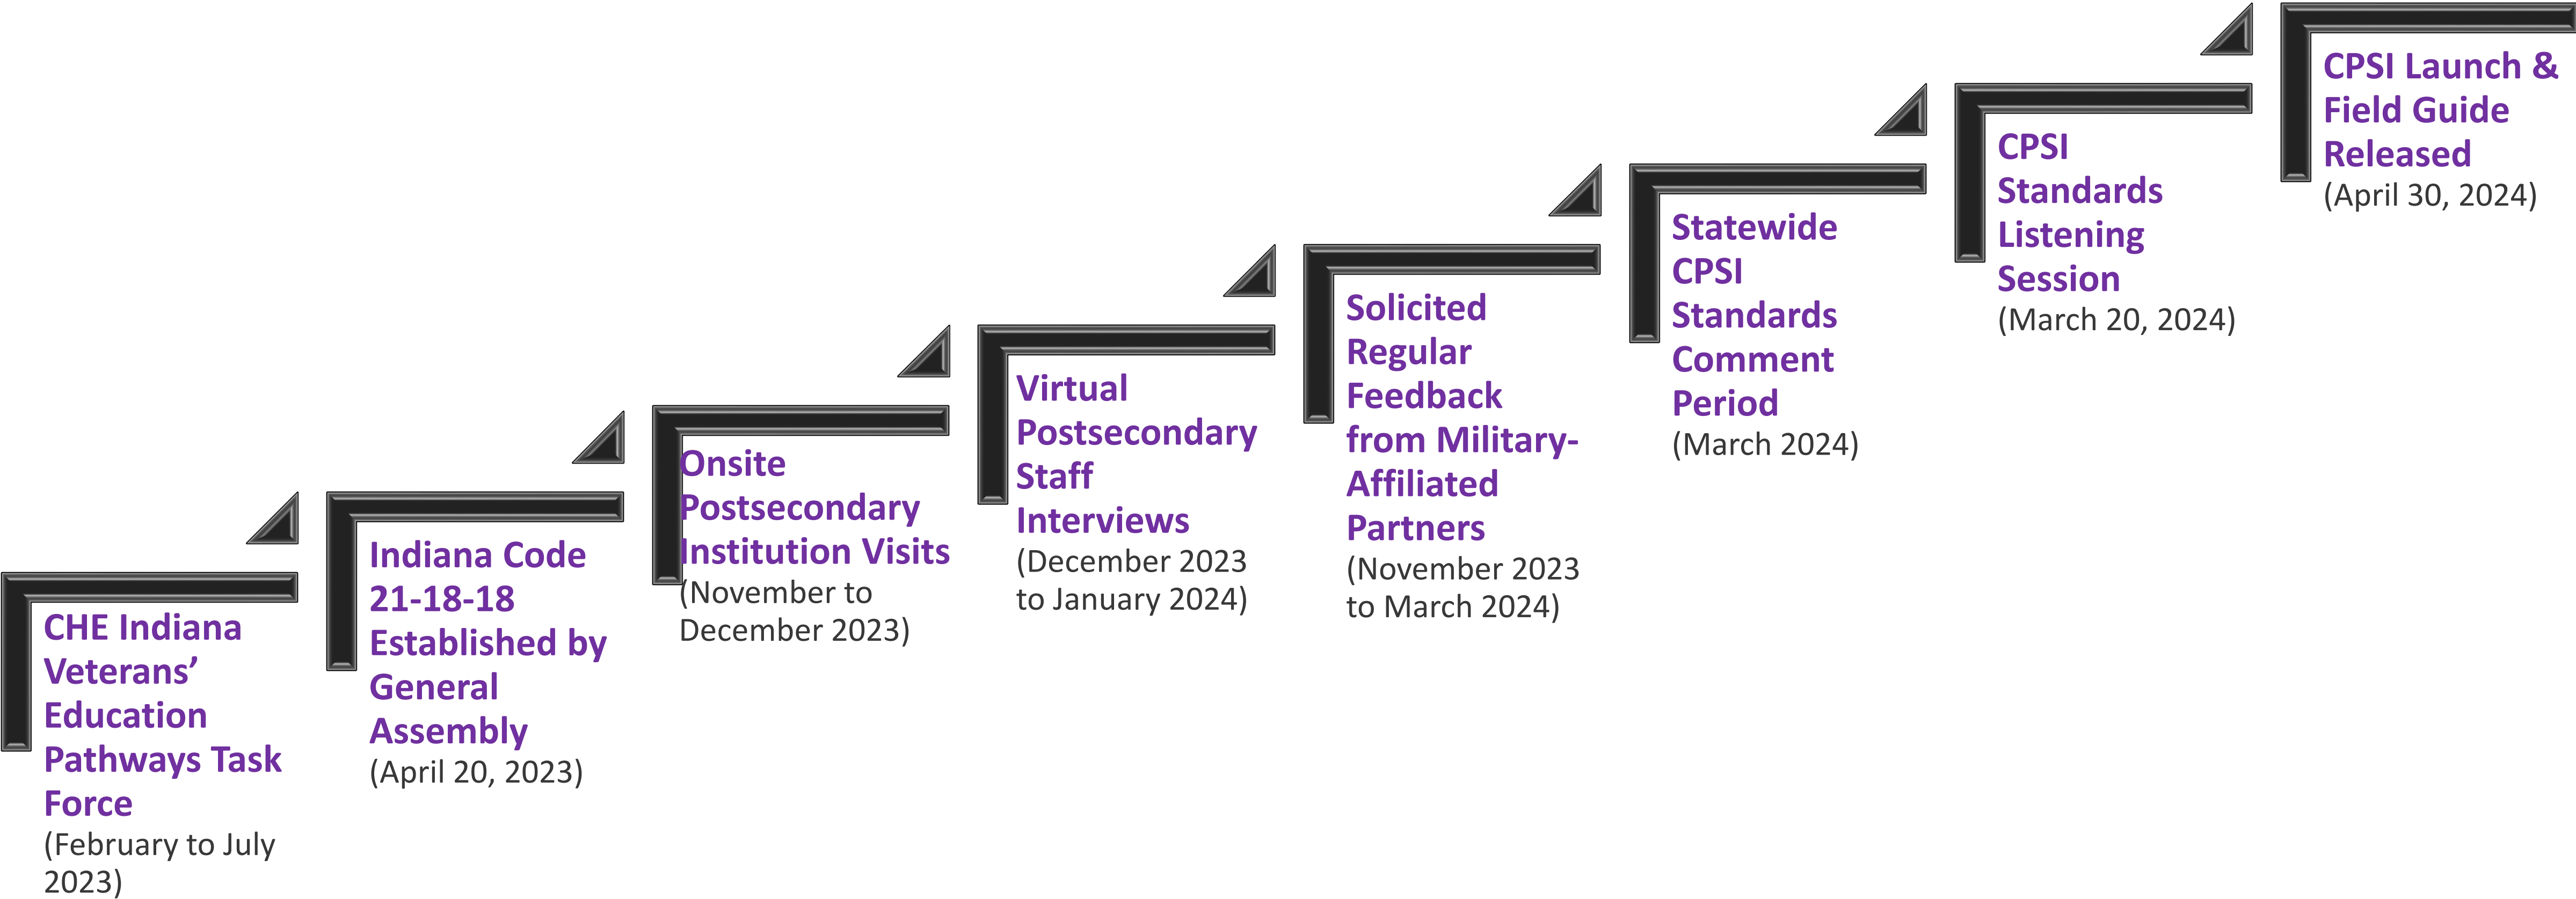 CHE Indiana
Veterans’
Education
Pathways Task
Force
(February to July
2023)
Indiana Code
21-18-18
Established by
General
Assembly
(April 20, 2023)
Onsite
Postsecondary
Institution Visits
(November to
December 2023)
Virtual
Postsecondary
Staff
Interviews
(December 2023
to January 2024)
Solicited
Regular
Feedback
from Military-
Affiliated
Partners
(November 2023
to March 2024)
Statewide
CPSI
Standards
Comment
Period
(March 2024)
CPSI
Standards
Listening
Session
(March 20, 2024)
CPSI Launch &
Field Guide
Released
(April 30, 2024)